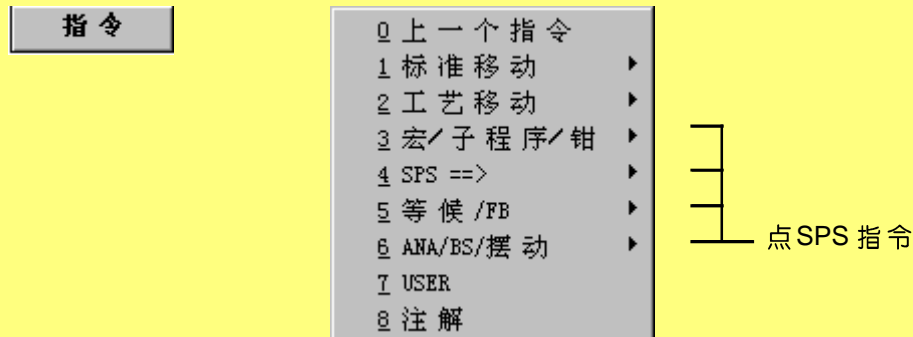 指令
0 上一个指令
1 标准移动
2 工艺移动
3 宏/子程序/钳
4 SPS ==>
5 等候/FB
6 ANA/BS/摆动
7 USER
8 注解
点SPS指令